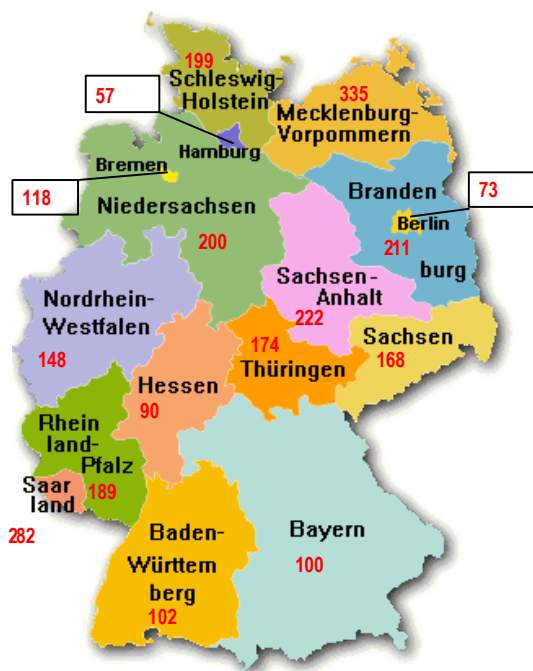 199
Schleswig-
Holstein
57
335
Mecklenburg-
Vorpommern
Hamburg
Bremen
118
Niedersachsen
200
Branden
73
Berlin
211
burg
Sachsen-
Anhalt
222
Nordrhein-
Westfalen
148
174
Thüringen
Sachsen
168
Hessen
90
Rhein
land-
Pfalz
189
Saar
land
282
Baden-
Württem
berg
102
Bayern
100